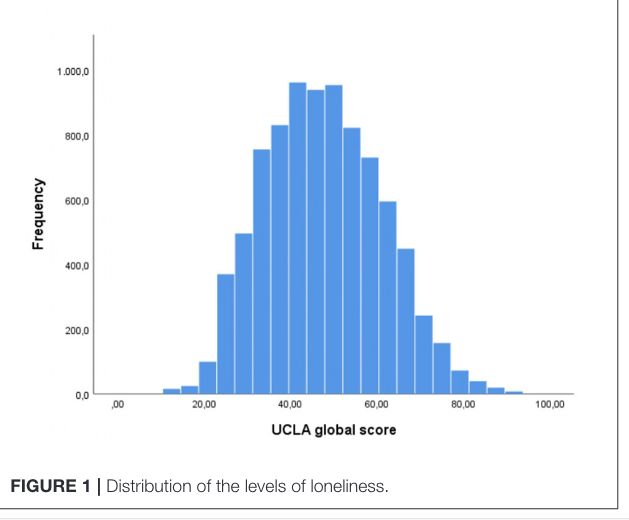 1.000,0
800,0
600,0
400,0
200,0
0,0
Frequency
,00 20,00 40,00 60,00 80,00 100,00
UCLA global score
FIGURE 1 | Distribution of the levels of loneliness.